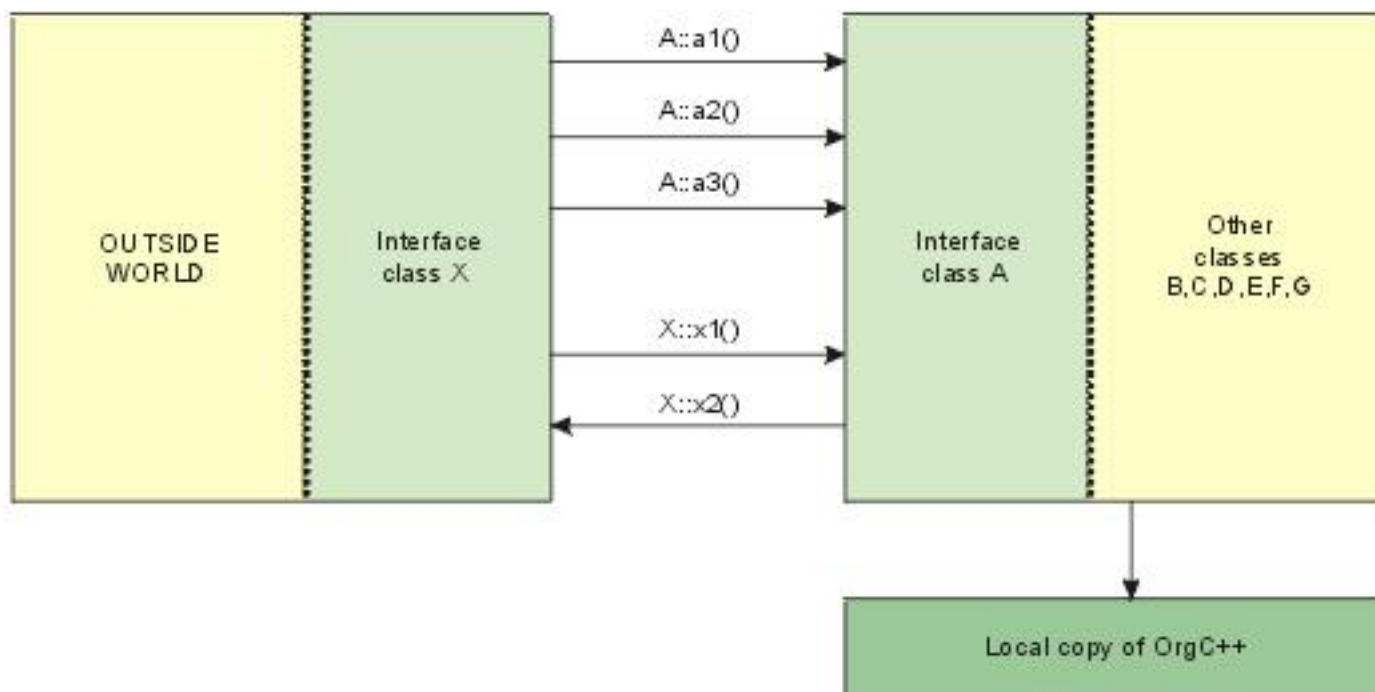 A::a1()
A::a2()
A::a3()
OUTSIDE
WORLD
Interface
class X
Interface
class A
Other
classes
B,C,D,E,F,G
X::x1()
X::x2()
Local copy of OrgC++